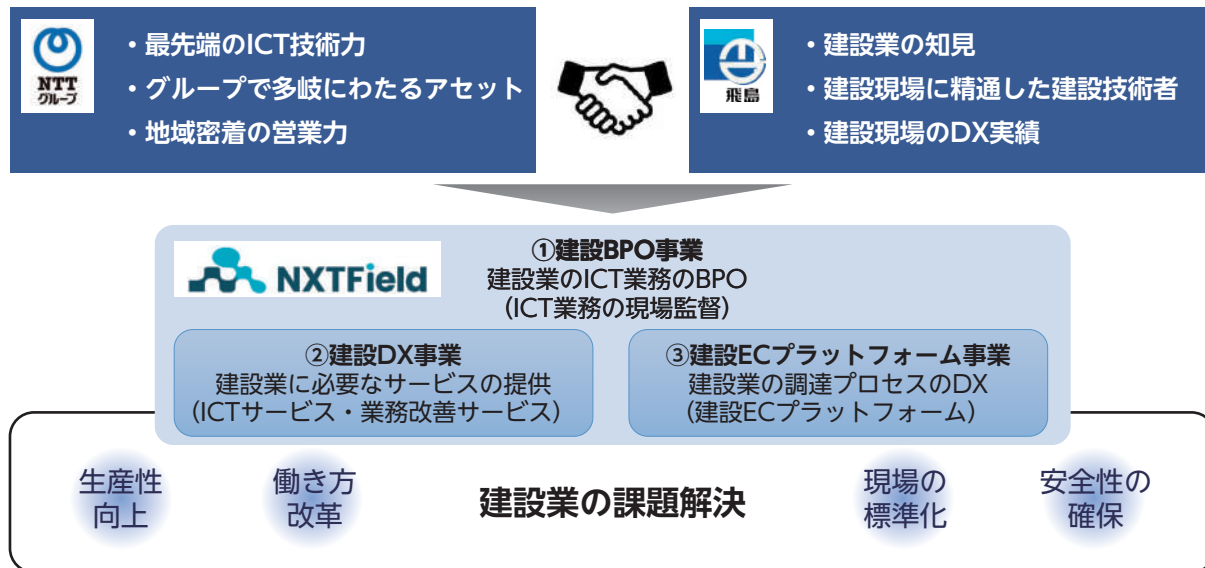 NTT
グループ
・最先端のICT技術力
・グループで多岐にわたるアセット
・地域密着の営業力
飛島
・建設業の知見
・建設現場に精通した建設技術者
・建設現場のDX実績
NXTField
①建設BPO事業
建設業のICT業務のBPO
(ICT業務の現場監督)
②建設DX事業
建設業に必要なサービスの提供
(ICTサービス・業務改善サービス)
③建設ECプラットフォーム事業
建設業の調達プロセスのDX
(建設ECプラットフォーム)
生産性
向上
働き方
改革
建設業の課題解決
現場の
標準化
安全性の
確保